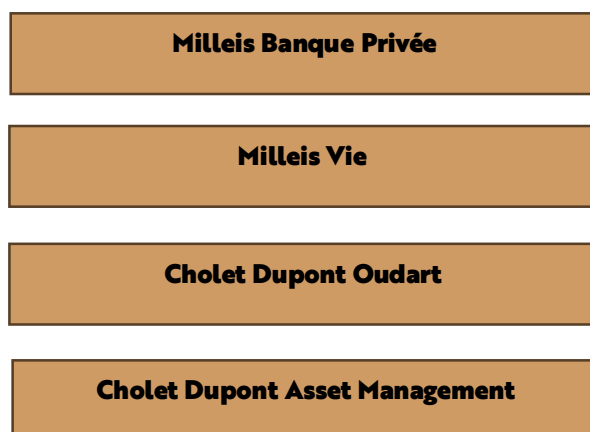 Milleis Banque Privée
Milleis Vie
Cholet Dupont Oudart
Cholet Dupont Asset Management